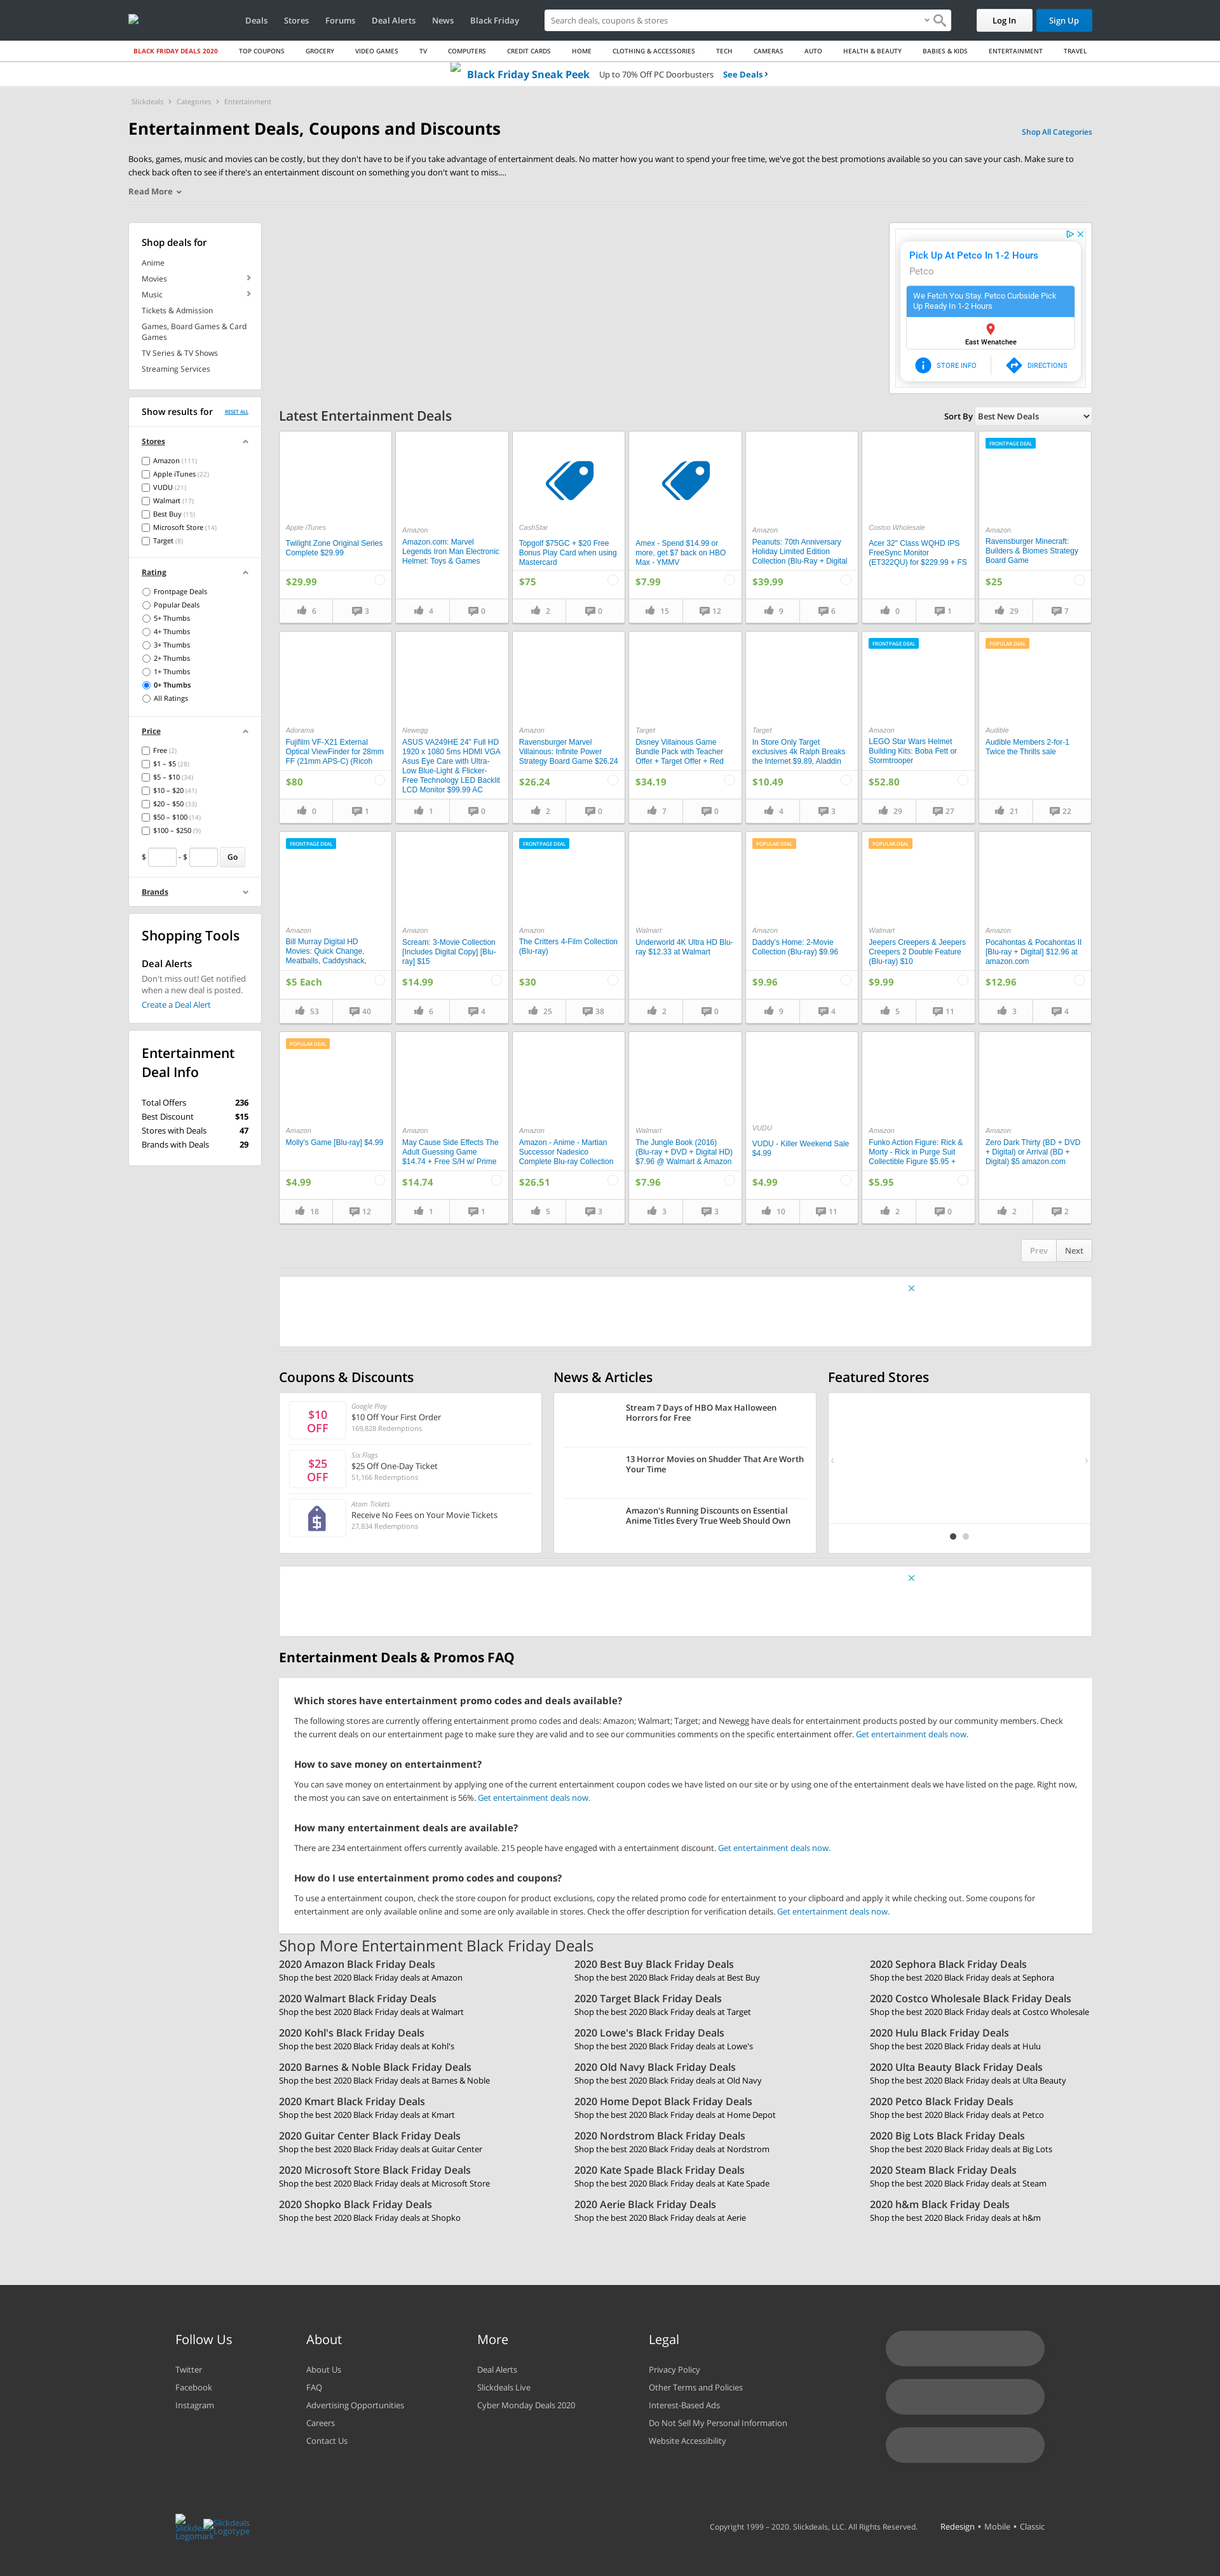 Deals Stores Forums Deal Alerts News Black Friday
Search deals, coupons & stores
Log In
Sign Up
BLACK FRIDAY DEALS 2020 TOP COUPONS GROCERY VIDEO GAMES TV COMPUTERS CREDIT CARDS HOME CLOTHING & ACCESSORIES TECH CAMERAS AUTO HEALTH & BEAUTY BABIES & KIDS ENTERTAINMENT TRAVEL
Black Friday Sneak Peek Up to 70% Off PC Doorbusters See Deals ›
Slickdeals › Categories › Entertainment
Entertainment Deals, Coupons and Discounts
Shop All Categories
Books, games, music and movies can be costly, but they don't have to be if you take advantage of entertainment deals. No matter how you want to spend your free time, we've got the best promotions available so you can save your cash. Make sure to
check back often to see if there's an entertainment discount on something you don't want to miss....
Read More
Shop deals for
Anime
Movies
Music
Tickets & Admission
Games, Board Games & Card
Games
TV Series & TV Shows
Streaming Services
Show results for RESET ALL
Stores
Amazon (111)
Apple iTunes (22)
VUDU (21)
Walmart (17)
Best Buy (15)
Microsoft Store (14)
Target (8)
Rating
Frontpage Deals
Popular Deals
5+ Thumbs
4+ Thumbs
3+ Thumbs
2+ Thumbs
1+ Thumbs
0+ Thumbs
All Ratings
Price
Free (2)
$1 – $5 (28)
$5 – $10 (34)
$10 – $20 (41)
$20 – $50 (33)
$50 – $100 (14)
$100 – $250 (9)
$ - $ Go
Brands
Shopping Tools
Deal Alerts
Don't miss out! Get notified
when a new deal is posted.
Create a Deal Alert
Entertainment
Deal Info
Total Offers 236
Best Discount $15
Stores with Deals 47
Brands with Deals 29
Pick Up At Petco In 1-2 Hours
Petco
We Fetch You Stay. Petco Curbside Pick
Up Ready In 1-2 Hours
East Wenatchee
STORE INFO
DIRECTIONS
Latest Entertainment Deals
Sort By Best New Deals
Apple iTunes
Twilight Zone Original Series
Complete $29.99
$29.99
6 3
Amazon
Amazon.com: Marvel
Legends Iron Man Electronic
Helmet: Toys & Games
4 0
CashStar
Topgolf $75GC + $20 Free
Bonus Play Card when using
Mastercard
$75
2 0
Amex - Spend $14.99 or
more, get $7 back on HBO
Max - YMMV
$7.99
15 12
Amazon
Peanuts: 70th Anniversary
Holiday Limited Edition
Collection (Blu-Ray + Digital
$39.99
9 6
Costco Wholesale
Acer 32" Class WQHD IPS
FreeSync Monitor
(ET322QU) for $229.99 + FS
0 1
FRONTPAGE DEAL
Amazon
Ravensburger Minecraft:
Builders & Biomes Strategy
Board Game
$25
29 7
Adorama
Fujifilm VF-X21 External
Optical ViewFinder for 28mm
FF (21mm APS-C) (Ricoh
$80
0 1
Newegg
ASUS VA249HE 24" Full HD
1920 x 1080 5ms HDMI VGA
Asus Eye Care with Ultra-
Low Blue-Light & Flicker-
Free Technology LED Backlit
LCD Monitor $99.99 AC
1 0
Amazon
Ravensburger Marvel
Villainous: Infinite Power
Strategy Board Game $26.24
$26.24
2 0
Target
Disney Villainous Game
Bundle Pack with Teacher
Offer + Target Offer + Red
$34.19
7 0
Target
In Store Only Target
exclusives 4k Ralph Breaks
the Internet $9.89, Aladdin
$10.49
4 3
FRONTPAGE DEAL
Amazon
LEGO Star Wars Helmet
Building Kits: Boba Fett or
Stormtrooper
$52.80
29 27
POPULAR DEAL
Audible
Audible Members 2-for-1
Twice the Thrills sale
21 22
FRONTPAGE DEAL
Amazon
Bill Murray Digital HD
Movies: Quick Change,
Meatballs, Caddyshack,
$5 Each
53 40
Amazon
Scream: 3-Movie Collection
[Includes Digital Copy] [Blu-
ray] $15
$14.99
6 4
FRONTPAGE DEAL
Amazon
The Critters 4-Film Collection
(Blu-ray)
$30
25 38
Walmart
Underworld 4K Ultra HD Blu-
ray $12.33 at Walmart
2 0
POPULAR DEAL
Amazon
Daddy's Home: 2-Movie
Collection (Blu-ray) $9.96
$9.96
9 4
POPULAR DEAL
Walmart
Jeepers Creepers & Jeepers
Creepers 2 Double Feature
(Blu-ray) $10
$9.99
5 11
Amazon
Pocahontas & Pocahontas II
[Blu-ray + Digital] $12.96 at
amazon.com
$12.96
3 4
POPULAR DEAL
Amazon
Molly's Game [Blu-ray] $4.99
$4.99
18 12
Amazon
May Cause Side Effects The
Adult Guessing Game
$14.74 + Free S/H w/ Prime
$14.74
1 1
Amazon
Amazon - Anime - Martian
Successor Nadesico
Complete Blu-ray Collection
$26.51
5 3
Walmart
The Jungle Book (2016)
(Blu-ray + DVD + Digital HD)
$7.96 @ Walmart & Amazon
$7.96
3 3
VUDU
VUDU - Killer Weekend Sale
$4.99
$4.99
10 11
Amazon
Funko Action Figure: Rick &
Morty - Rick in Purge Suit
Collectible Figure $5.95 +
$5.95
2 0
Amazon
Zero Dark Thirty (BD + DVD
+ Digital) or Arrival (BD +
Digital) $5 amazon.com
2 2
Prev Next
Coupons & Discounts
$10
OFF
Google Play
$10 Off Your First Order
169,828 Redemptions
$25
OFF
Six Flags
$25 Off One-Day Ticket
51,166 Redemptions
Atom Tickets
Receive No Fees on Your Movie Tickets
27,834 Redemptions
News & Articles
Stream 7 Days of HBO Max Halloween
Horrors for Free
13 Horror Movies on Shudder That Are Worth
Your Time
Amazon's Running Discounts on Essential
Anime Titles Every True Weeb Should Own
Featured Stores
Entertainment Deals & Promos FAQ
Which stores have entertainment promo codes and deals available?
The following stores are currently offering entertainment promo codes and deals: Amazon; Walmart; Target; and Newegg have deals for entertainment products posted by our community members. Check
the current deals on our entertainment page to make sure they are valid and to see our communities comments on the specific entertainment offer. Get entertainment deals now.
How to save money on entertainment?
You can save money on entertainment by applying one of the current entertainment coupon codes we have listed on our site or by using one of the entertainment deals we have listed on the page. Right now,
the most you can save on entertainment is 56%. Get entertainment deals now.
How many entertainment deals are available?
There are 234 entertainment offers currently available. 215 people have engaged with a entertainment discount. Get entertainment deals now.
How do I use entertainment promo codes and coupons?
To use a entertainment coupon, check the store coupon for product exclusions, copy the related promo code for entertainment to your clipboard and apply it while checking out. Some coupons for
entertainment are only available online and some are only available in stores. Check the offer description for verification details. Get entertainment deals now.
Shop More Entertainment Black Friday Deals
2020 Amazon Black Friday Deals
Shop the best 2020 Black Friday deals at Amazon
2020 Best Buy Black Friday Deals
Shop the best 2020 Black Friday deals at Best Buy
2020 Sephora Black Friday Deals
Shop the best 2020 Black Friday deals at Sephora
2020 Walmart Black Friday Deals
Shop the best 2020 Black Friday deals at Walmart
2020 Target Black Friday Deals
Shop the best 2020 Black Friday deals at Target
2020 Costco Wholesale Black Friday Deals
Shop the best 2020 Black Friday deals at Costco Wholesale
2020 Kohl's Black Friday Deals
Shop the best 2020 Black Friday deals at Kohl's
2020 Lowe's Black Friday Deals
Shop the best 2020 Black Friday deals at Lowe's
2020 Hulu Black Friday Deals
Shop the best 2020 Black Friday deals at Hulu
2020 Barnes & Noble Black Friday Deals
Shop the best 2020 Black Friday deals at Barnes & Noble
2020 Old Navy Black Friday Deals
Shop the best 2020 Black Friday deals at Old Navy
2020 Ulta Beauty Black Friday Deals
Shop the best 2020 Black Friday deals at Ulta Beauty
2020 Kmart Black Friday Deals
Shop the best 2020 Black Friday deals at Kmart
2020 Home Depot Black Friday Deals
Shop the best 2020 Black Friday deals at Home Depot
2020 Petco Black Friday Deals
Shop the best 2020 Black Friday deals at Petco
2020 Guitar Center Black Friday Deals
Shop the best 2020 Black Friday deals at Guitar Center
2020 Nordstrom Black Friday Deals
Shop the best 2020 Black Friday deals at Nordstrom
2020 Big Lots Black Friday Deals
Shop the best 2020 Black Friday deals at Big Lots
2020 Microsoft Store Black Friday Deals
Shop the best 2020 Black Friday deals at Microsoft Store
2020 Kate Spade Black Friday Deals
Shop the best 2020 Black Friday deals at Kate Spade
2020 Steam Black Friday Deals
Shop the best 2020 Black Friday deals at Steam
2020 Shopko Black Friday Deals
Shop the best 2020 Black Friday deals at Shopko
2020 Aerie Black Friday Deals
Shop the best 2020 Black Friday deals at Aerie
2020 h&m Black Friday Deals
Shop the best 2020 Black Friday deals at h&m
Follow Us
Twitter
Facebook
Instagram
About
About Us
FAQ
Advertising Opportunities
Careers
Contact Us
More
Deal Alerts
Slickdeals Live
Cyber Monday Deals 2020
Legal
Privacy Policy
Other Terms and Policies
Interest-Based Ads
Do Not Sell My Personal Information
Website Accessibility
Slickdeals
Logomark
Slickdeals
Logotype
Copyright 1999 – 2020. Slickdeals, LLC. All Rights Reserved.
Redesign • Mobile • Classic